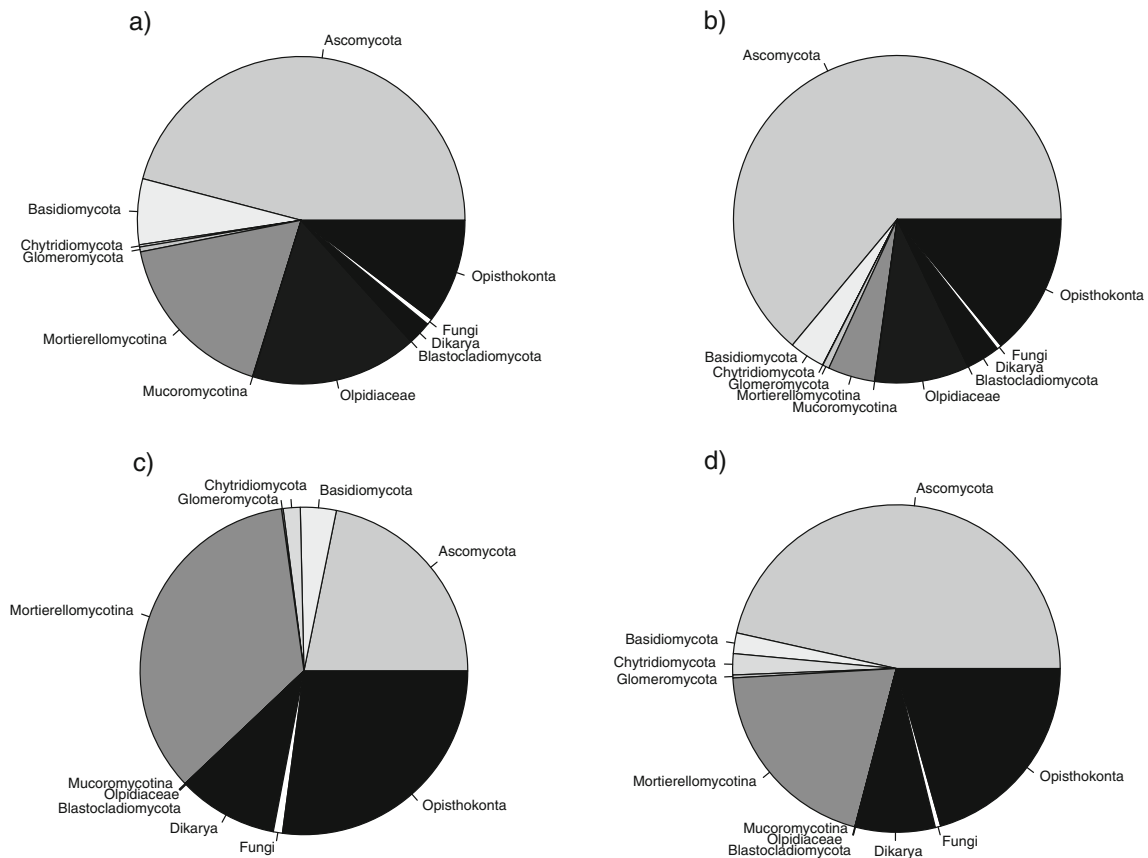 a)
Ascomycota
Basidiomycota
Chytridiomycota
Glomeromycota
Mortierellomycotina
Mucoromycotina
Olpidiaceae
Blastocladiomycota
Dikarya
Fungi
Opisthokonta
b)
Ascomycota
Basidiomycota
Chytridiomycota
Glomeromycota
Mortierellomycotina
Mucoromycotina
Olpidiaceae
Blastocladiomycota
Dikarya
Fungi
Opisthokonta
c)
Chytridiomycota
Glomeromycota
Basidiomycota
Ascomycota
Mortierellomycotina
Mucoromycotina
Olpidiaceae
Blastocladiomycota
Dikarya
Fungi
Opisthokonta
d)
Ascomycota
Basidiomycota
Chytridiomycota
Glomeromycota
Mortierellomycotina
Mucoromycotina
Olpidiaceae
Blastocladiomycota
Dikarya
Fungi
Opisthokonta